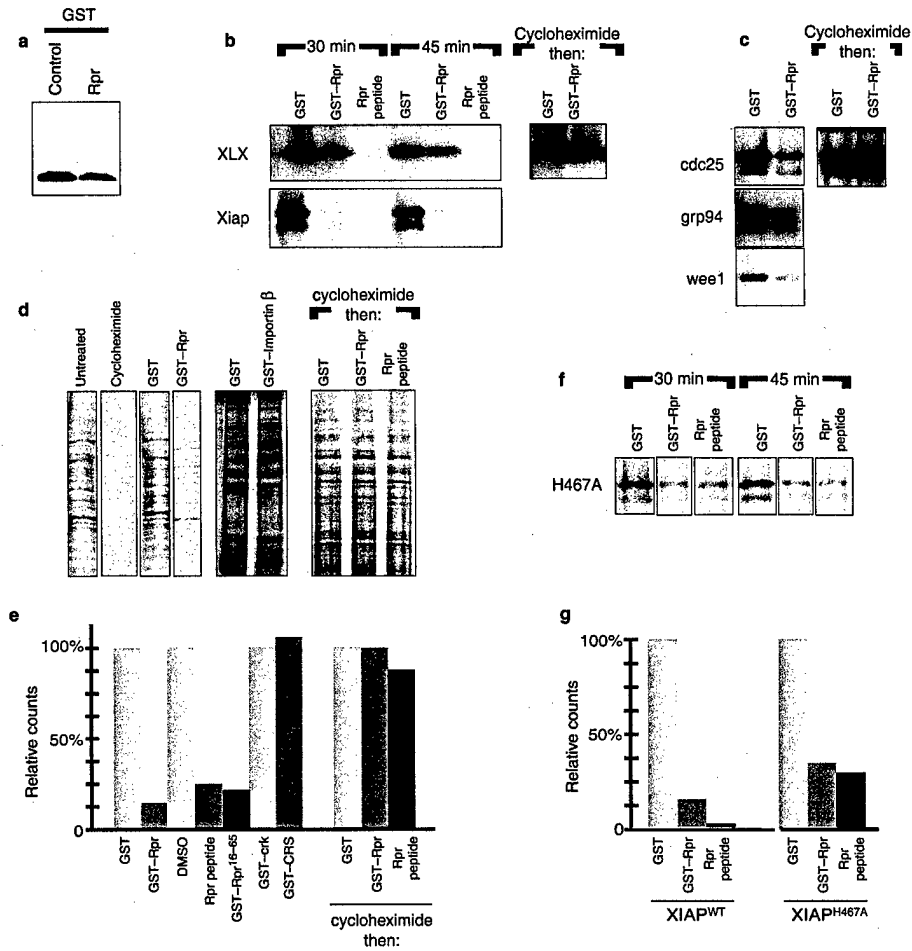 a
GST
Control
Rpr
b
30 min
45 min
Cycloheximide
then:
GST
GST–Rpr
Rpr
peptide
GST
GST–Rpr
Rpr
peptide
GST
GST–Rpr
XLX
Xiap
c
Cycloheximide
then:
GST
GST–Rpr
GST
GST–Rpr
cdc25
grp94
wee1
d
Untreated
Cycloheximide
GST
GST–Rpr
GST
GST–Importin β
cycloheximide
then:
GST
GST–Rpr
Rpr
peptide
f
30 min
45 min
GST
GST–Rpr
Rpr
peptide
GST
GST–Rpr
Rpr
peptide
H467A
e
Relative counts
100%
50%
0
GST
GST–Rpr
DMSO
Rpr peptide
GST–Rpr16–65
GST–crk
GST–CRS
GST
GST–Rpr
Rpr
peptide
cycloheximide
then:
g
Relative counts
100%
50%
0
GST
GST–Rpr
Rpr
peptide
GST
GST–Rpr
Rpr
peptide
XIAPWT
XIAPH467A